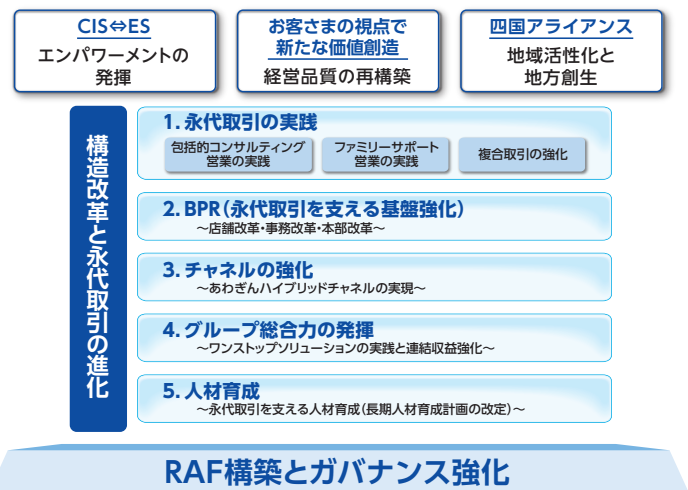 CIS⇔ES
エンパワーメントの
発揮
お客さまの視点で
新たな価値創造
経営品質の再構築
四国アライアンス
地域活性化と
地方創生
構造改革と永代取引の進化
1. 永代取引の実践
包括的コンサルティング
営業の実践
ファミリーサポート
営業の実践
複合取引の強化
2. BPR（永代取引を支える基盤強化）
～店舗改革・事務改革・本部改革～
3. チャネルの強化
～あわぎんハイブリッドチャネルの実現～
4. グループ総合力の発揮
～ワンストップソリューションの実践と連結収益強化～
5. 人材育成
～永代取引を支える人材育成（長期人材育成計画の改定）～
RAF構築とガバナンス強化